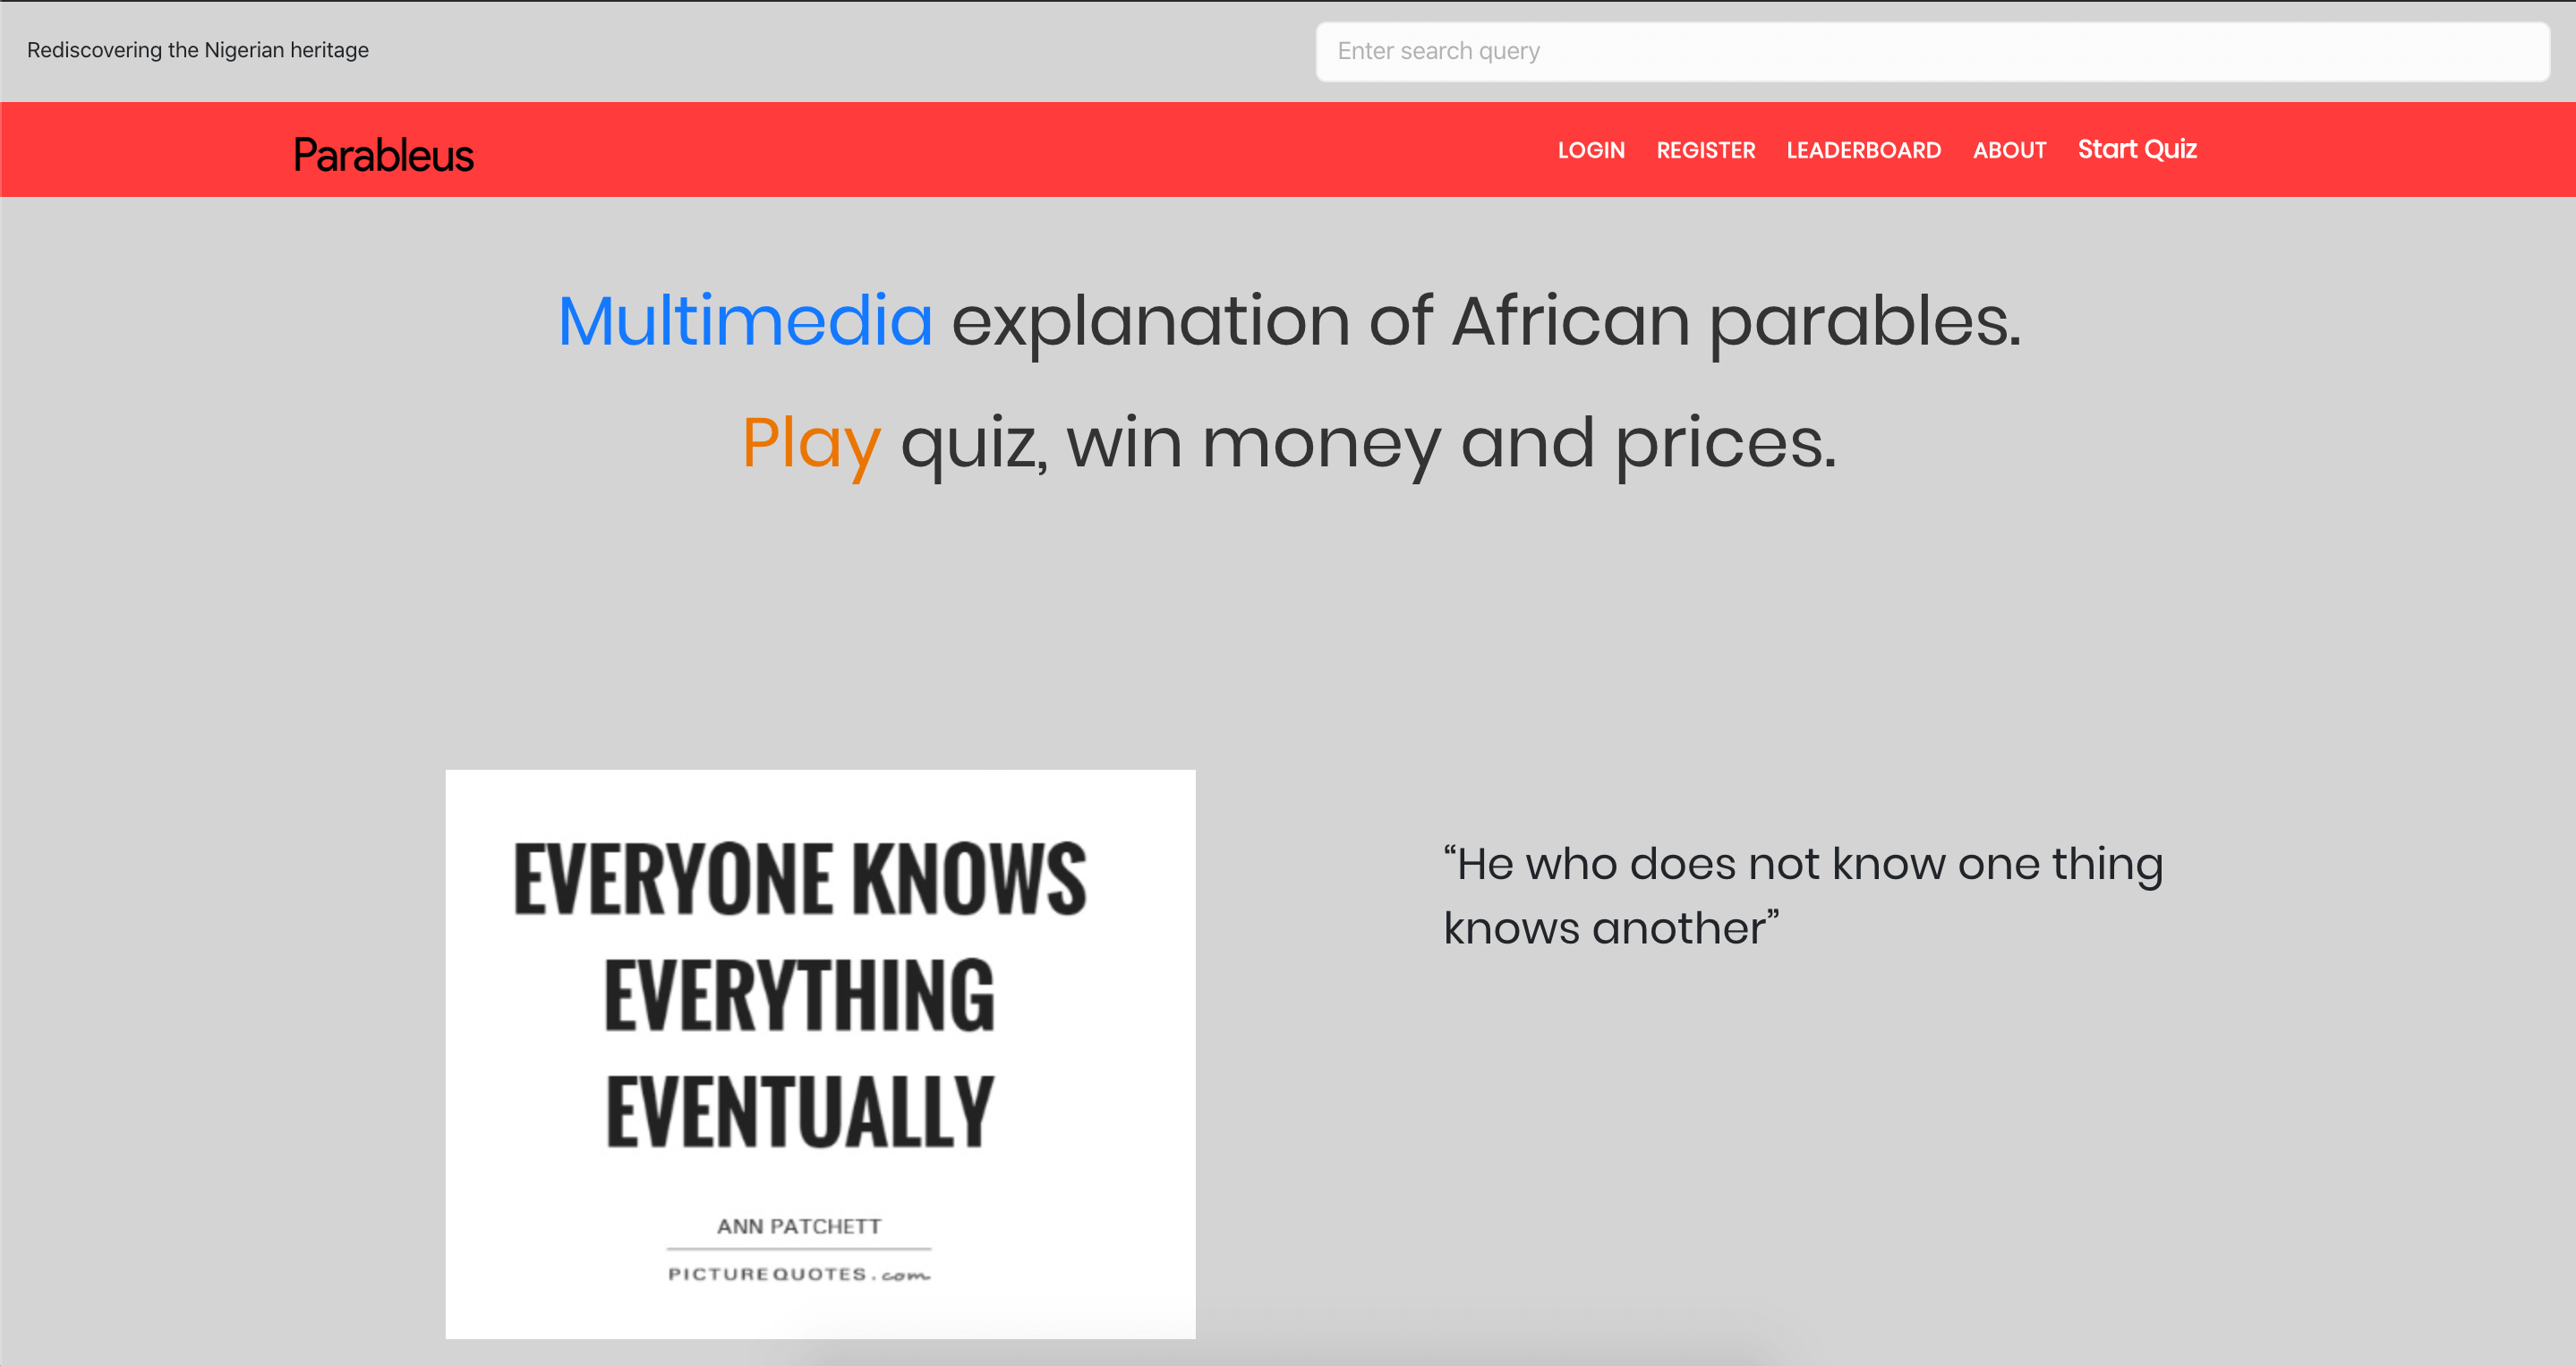 Rediscovering the Nigerian heritage
Enter search query
Parableus
LOGIN REGISTER LEADERBOARD ABOUT Start Quiz
Multimedia explanation of African parables.
Play quiz, win money and prices.
EVERYONE KNOWS
EVERYTHING
EVENTUALLY
ANN PATCHETT
PICTUREQUOTES.com
“He who does not know one thing
knows another”